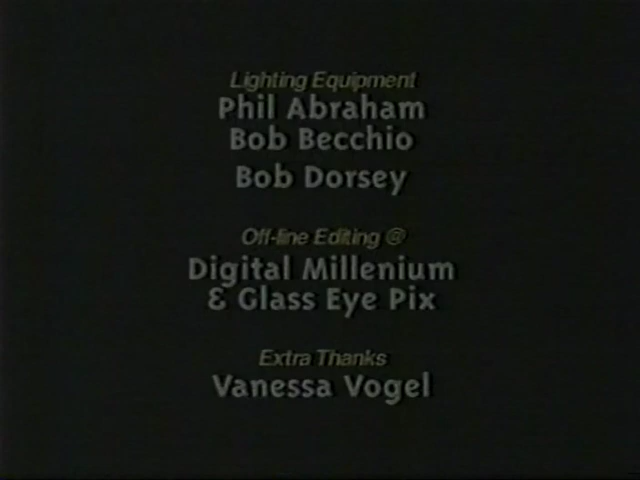 Lighting Equipment
Phil Abraham
Bob Becchio
Bob Dorsey
Off-line Editing @
Digital Millenium
& Glass Eye Pix
Extra Thanks
Vanessa Vogel